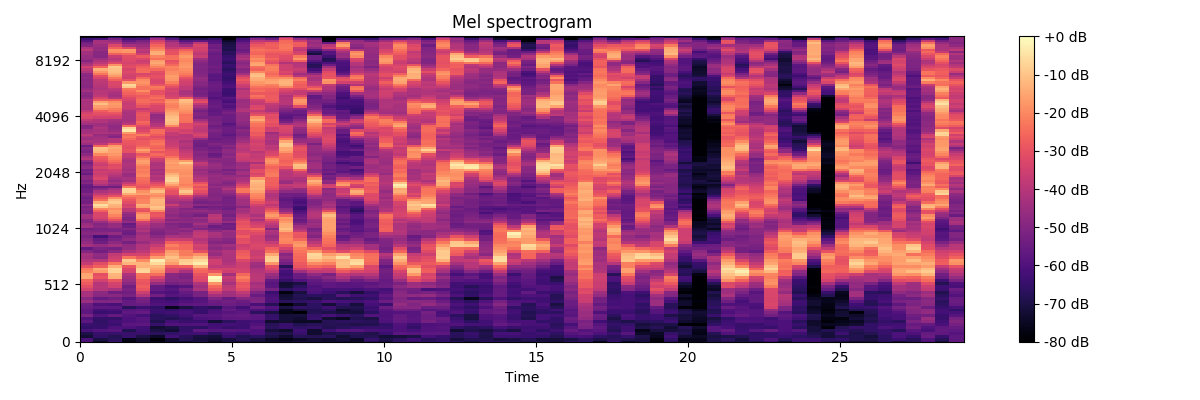 Mel spectrogram
Hz
8192
4096
2048
1024
512
0
0 5 10 15 20 25
Time
+0 dB
-10 dB
-20 dB
-30 dB
-40 dB
-50 dB
-60 dB
-70 dB
-80 dB